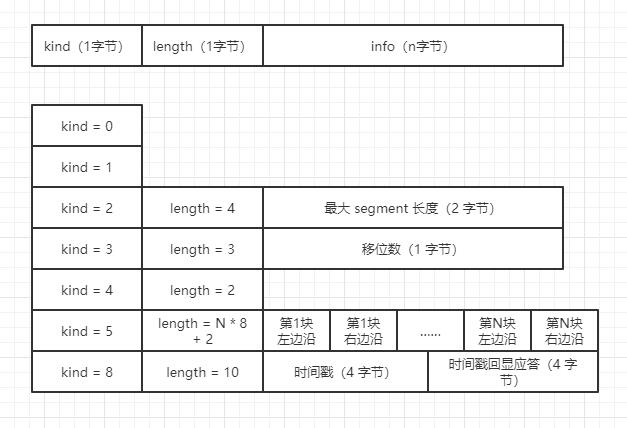 kind（1字节） length（1字节） info（n字节）
kind = 0
kind = 1
kind = 2 length = 4 最大 segment 长度（2 字节）
kind = 3 length = 3 移位数（1 字节）
kind = 4 length = 2
kind = 5 length = N * 8 + 2 第1块左边沿 第1块右边沿 …… 第N块左边沿 第N块右边沿
kind = 8 length = 10 时间戳（4 字节） 时间戳回显应答（4 字节）